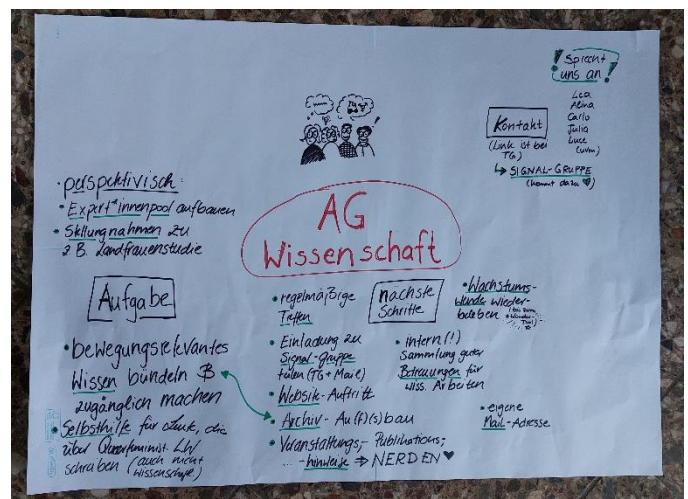 ! Sprecht uns an !
Lea
Alina
Carlo
Julia
Luce
(uvm)
Kontakt
(Link ist bei TG)
↳ SIGNAL-GRUPPE
(kommt dazu ♥)
AG
Wissenschaft
• perspektivisch:
• Expert*innenpool aufbauen
• Stellungnahmen zu
z.B. Landfrauenstudie
Aufgabe
• bewegungsrelevantes
Wissen bündeln &
zugänglich machen
• Selbsthilfe für Leute, die
über Queerfeminist. LW
schreiben (auch nicht
Wissenschaft.)
nächste
Schritte
• regelmäßige
Treffen
• Einladung zu
Signal-Gruppe
teilen (TG + Mail)
• Website-Auftritt
• Archiv-Au(f)(s)bau
• Veranstaltungs-, Publikations-,
... -hinweise ⇒ NERDEN ♥
• intern(!)
Sammlung guter
Betreuungen für
wiss. Arbeiten
• Wachstums-
wende wieder-
beleben
• eigene
Mail-Adresse